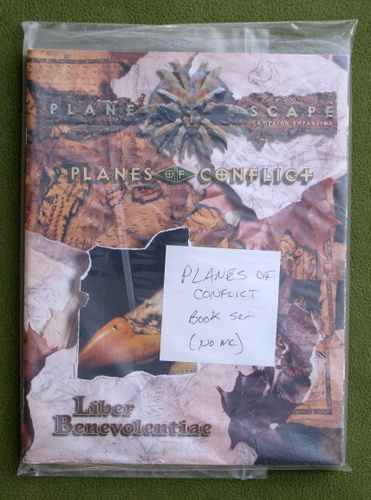 PLANESCAPE
CAMPAIGN EXPANSION
PLANES OF CONFLICT
PLANES OF
CONFLICT
BOOK SET
(NO MC)
Liber
Benevolentiae